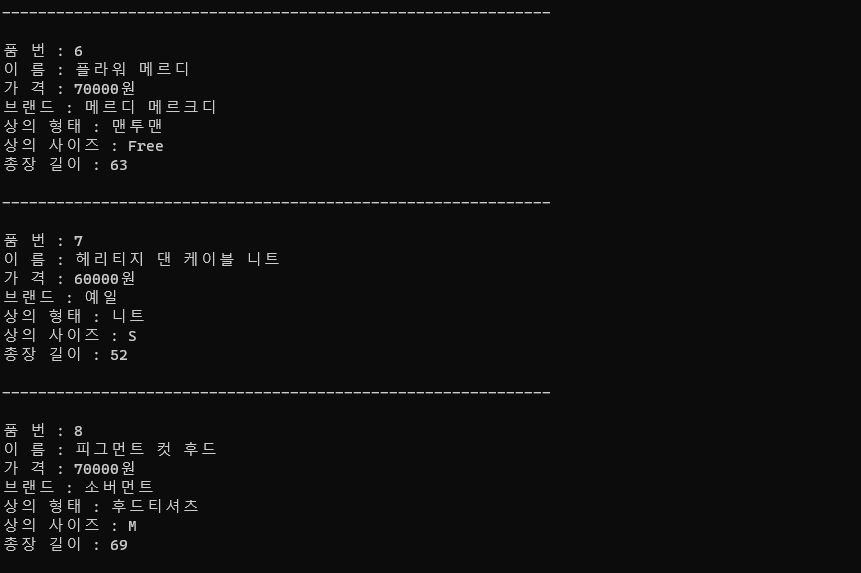 -------------------------------------------------------------
품 번 : 6
이 름 : 플라워 메르디
가 격 : 70000원
브랜드 : 메르디 메르크디
상의 형태 : 맨투맨
상의 사이즈 : Free
총장 길이 : 63
-------------------------------------------------------------
품 번 : 7
이 름 : 헤리티지 댄 케이블 니트
가 격 : 60000원
브랜드 : 예일
상의 형태 : 니트
상의 사이즈 : S
총장 길이 : 52
-------------------------------------------------------------
품 번 : 8
이 름 : 피그먼트 컷 후드
가 격 : 70000원
브랜드 : 소버먼트
상의 형태 : 후드티셔츠
상의 사이즈 : M
총장 길이 : 69